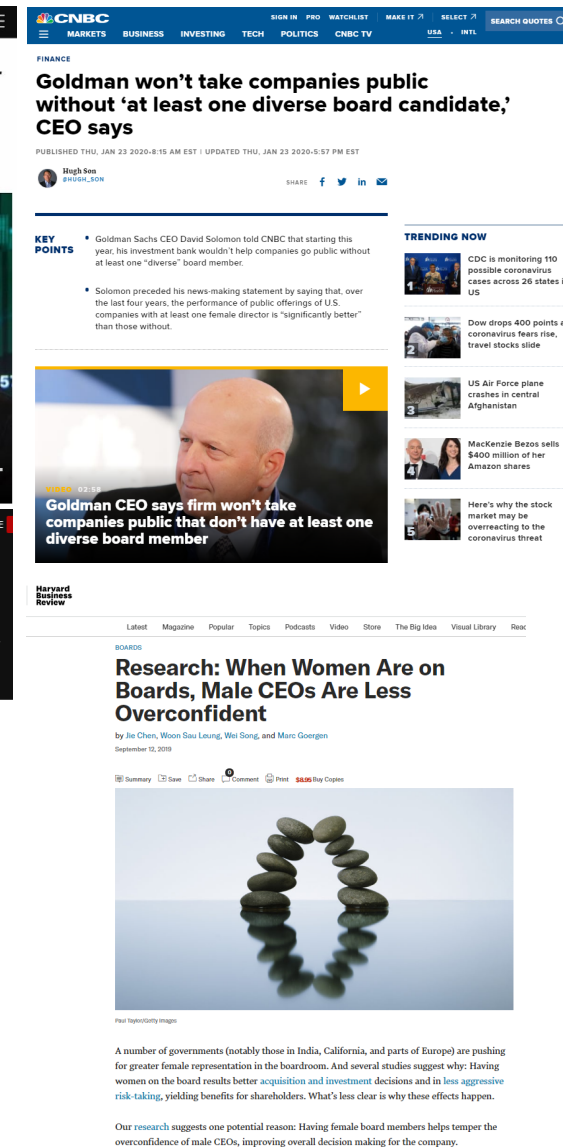 CNBC
SIGN IN PRO WATCHLIST MAKE IT ↗ SELECT ↗
USA · INTL
SEARCH QUOTES
MARKETS BUSINESS INVESTING TECH POLITICS CNBC TV
FINANCE
Goldman won't take companies public
without 'at least one diverse board candidate,'
CEO says
PUBLISHED THU, JAN 23 2020-8:15 AM EST | UPDATED THU, JAN 23 2020-5:57 PM EST
Hugh Son
@HUGH_SON
SHARE
KEY
POINTS
• Goldman Sachs CEO David Solomon told CNBC that starting this
year, his investment bank wouldn't help companies go public without
at least one "diverse" board member.
• Solomon preceded his news-making statement by saying that, over
the last four years, the performance of public offerings of U.S.
companies with at least one female director is "significantly better"
than those without.
02:58
Goldman CEO says firm won't take
companies public that don't have at least one
diverse board member
TRENDING NOW
1
CDC is monitoring 110
possible coronavirus
cases across 26 states
US
2
Dow drops 400 points
coronavirus fears rise,
travel stocks slide
3
US Air Force plane
crashes in central
Afghanistan
MacKenzie Bezos sells
$400 million of her
Amazon shares
5
Here's why the stock
market may be
overreacting to the
coronavirus threat
Harvard
Business
Review
Latest Magazine Popular Topics Podcasts Video Store The Big Idea Visual Library
BOARDS
Research: When Women Are on
Boards, Male CEOs Are Less
Overconfident
by Jie Chen, Woon Sau Leung, Wei Song, and Marc Goergen
September 12, 2019
Summary Save Share 0 Comment Print $8.95 Buy Copies
Paul Taylor/Getty Images
A number of governments (notably those in India, California, and parts of Europe) are pushing
for greater female representation in the boardroom. And several studies suggest why: Having
women on the board results better acquisition and investment decisions and in less aggressive
risk-taking, yielding benefits for shareholders. What's less clear is why these effects happen.
Our research suggests one potential reason: Having female board members helps temper the
overconfidence of male CEOs, improving overall decision making for the company.